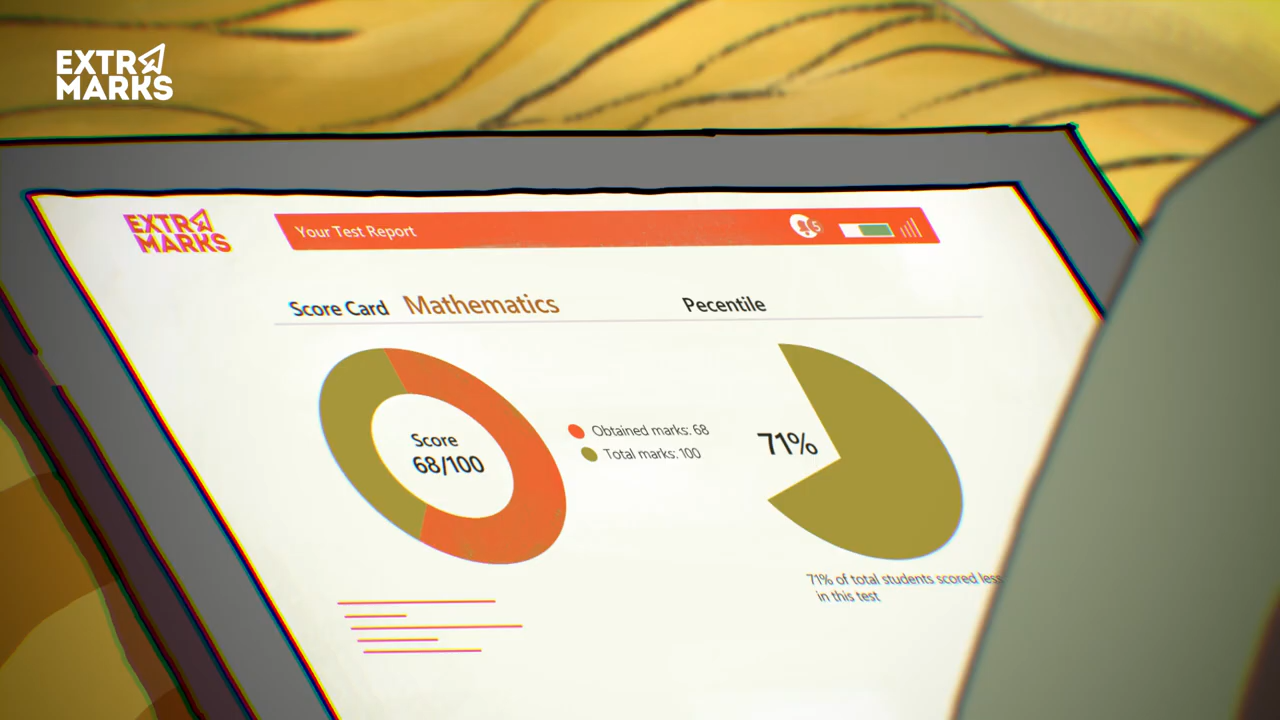 EXTRA
MARKS
EXTRA
MARKS
Your Test Report
5
Score Card Mathematics
Pecentile
Score
68/100
Obtained marks: 68
Total marks: 100
71%
71% of total students scored less
in this test